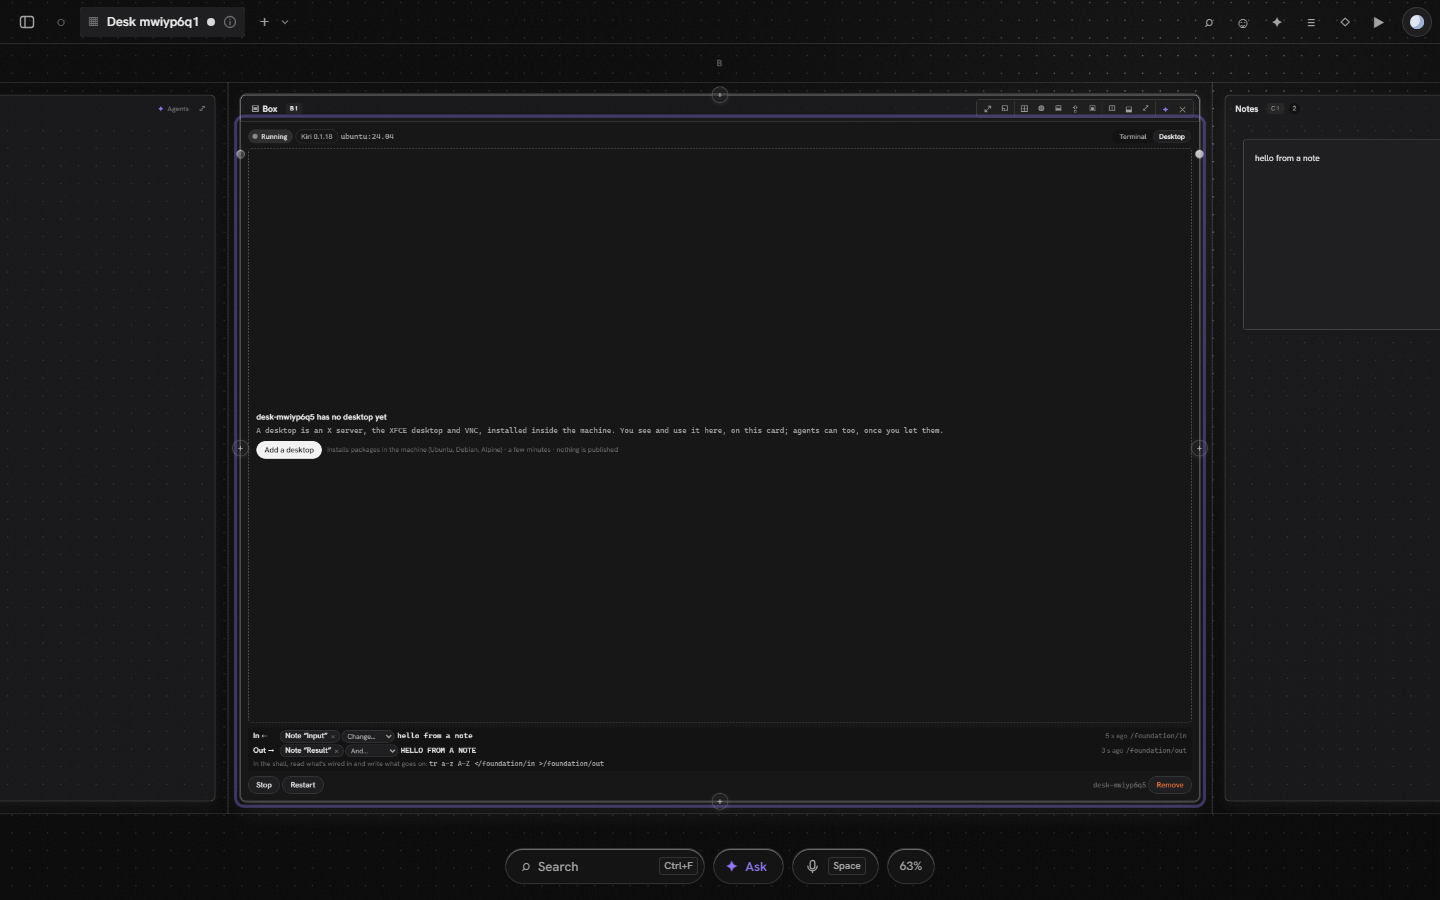 Desk mwiyp6q1
B
Agents
Box B1
Running Kiri 0.1.18 ubuntu:24.04
Terminal Desktop
desk-mwiyp6q5 has no desktop yet
A desktop is an X server, the XFCE desktop and VNC, installed inside the machine. You see and use it here, on this card; agents can too, once you let them.
Add a desktop Installs packages in the machine (Ubuntu, Debian, Alpine) · a few minutes · nothing is published
In ← Note "Input" × Change... hello from a note 5 s ago /foundation/in
Out → Note "Result" × And... HELLO FROM A NOTE 3 s ago /foundation/out
In the shell, read what's wired in and write what goes on: tr a-z A-Z </foundation/in >/foundation/out
Stop Restart desk-mwiyp6q5 Remove
Notes C1 2
hello from a note
Search Ctrl+F Ask Space 63%